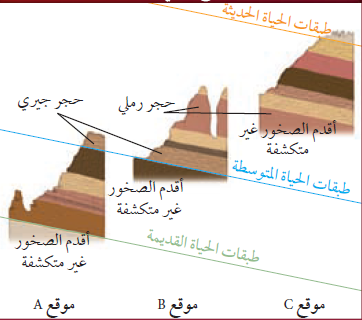 طبقات الحياة الحديثة
حجر جيري
حجر رملي
أقدم الصخور غير
متكشفة
طبقات الحياة المتوسطة
أقدم الصخور
غير متكشفة
أقدم الصخور
غير متكشفة
طبقات الحياة القديمة
موقع A
موقع B
موقع C